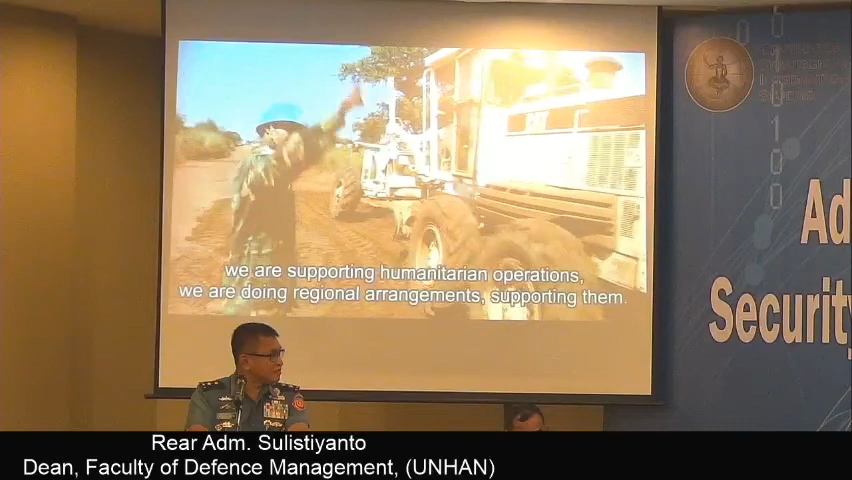 we are supporting humanitarian operations,
we are doing regional arrangements, supporting them.
Ad
Security
Rear Adm. Sulistiyanto
Dean, Faculty of Defence Management, (UNHAN)